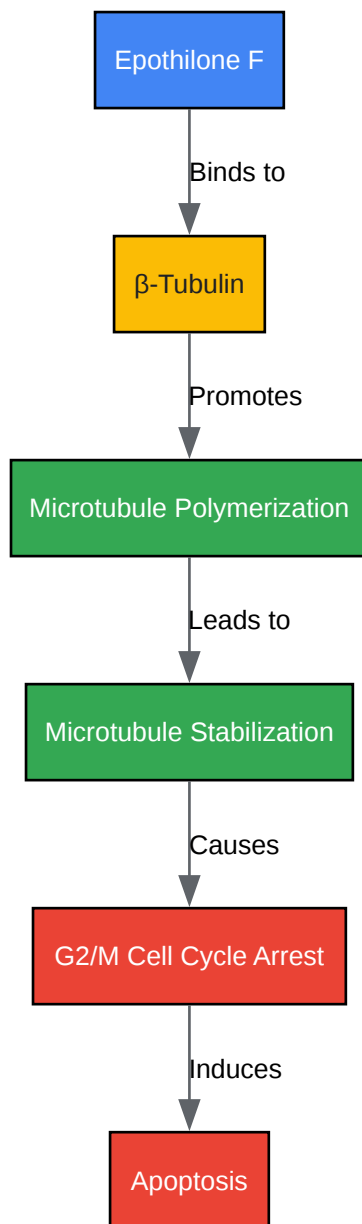 Epothilone F
Binds to
β-Tubulin
Promotes
Microtubule Polymerization
Leads to
Microtubule Stabilization
Causes
G2/M Cell Cycle Arrest
Induces
Apoptosis